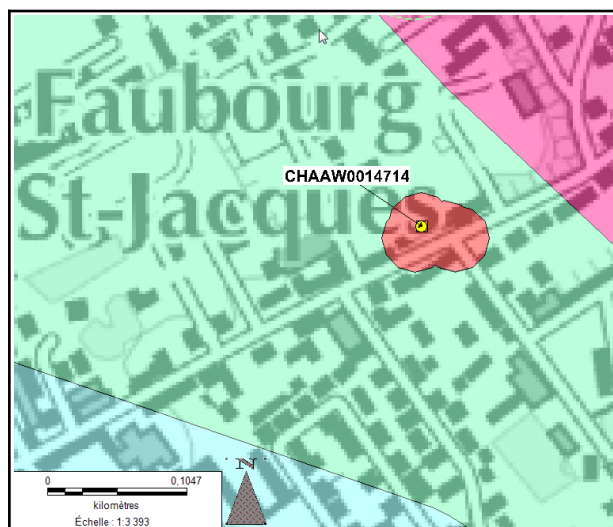 Faubourg
CHAAW0014714
St-Jacques
N
0 0,1047
kilomètres
Échelle : 1:3 393